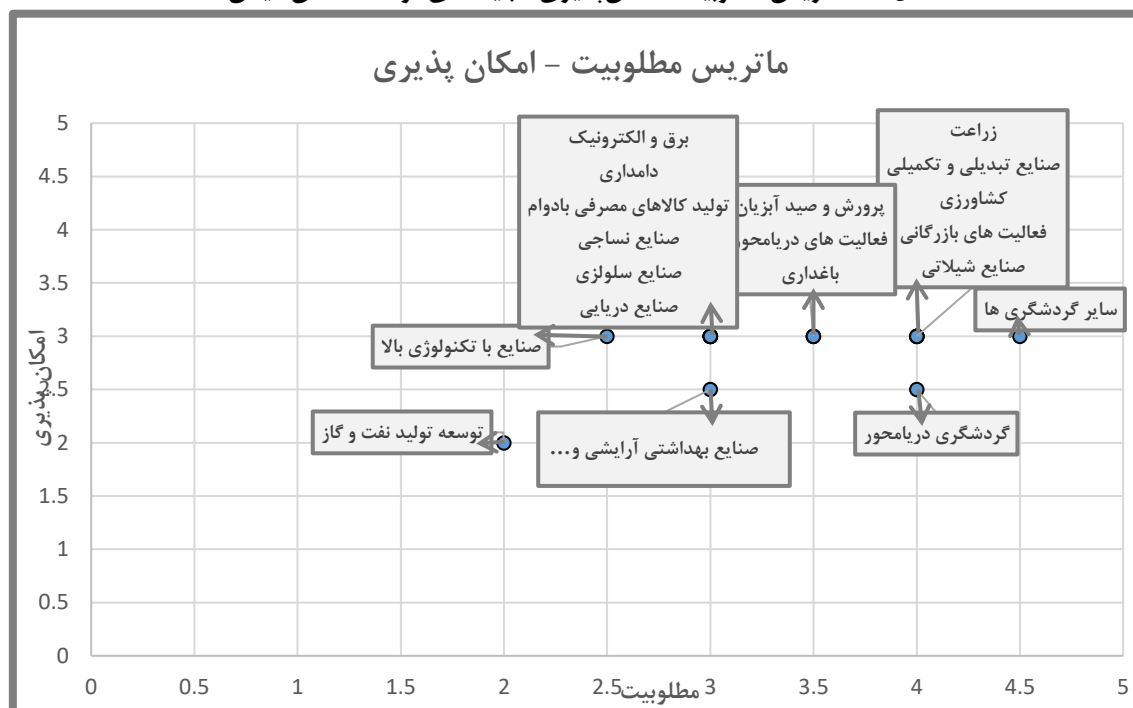 ماتریس مطلوبیت – امکان پذیری
5
4.5
4
3.5
3
2.5
2
1.5
1
0.5
0
امکان پذیری
زراعت
صنایع تبدیلی و تکمیلی
کشاورزی
فعالیت های بازرگانی
صنایع شیلاتی
برق و الکترونیک
دامداری
تولید کالاهای مصرفی بادوام
صنایع نساجی
صنایع سلولزی
صنایع دریایی
پرورش و صید آبزیان
فعالیت های دریامحور
باغداری
سایر گردشگری ها
صنایع با تکنولوژی بالا
توسعه تولید نفت و گاز
صنایع بهداشتی آرایشی و...
گردشگری دریامحور
0 0.5 1 1.5 2 2.5 3 3.5 4 4.5 5
مطلوبیت